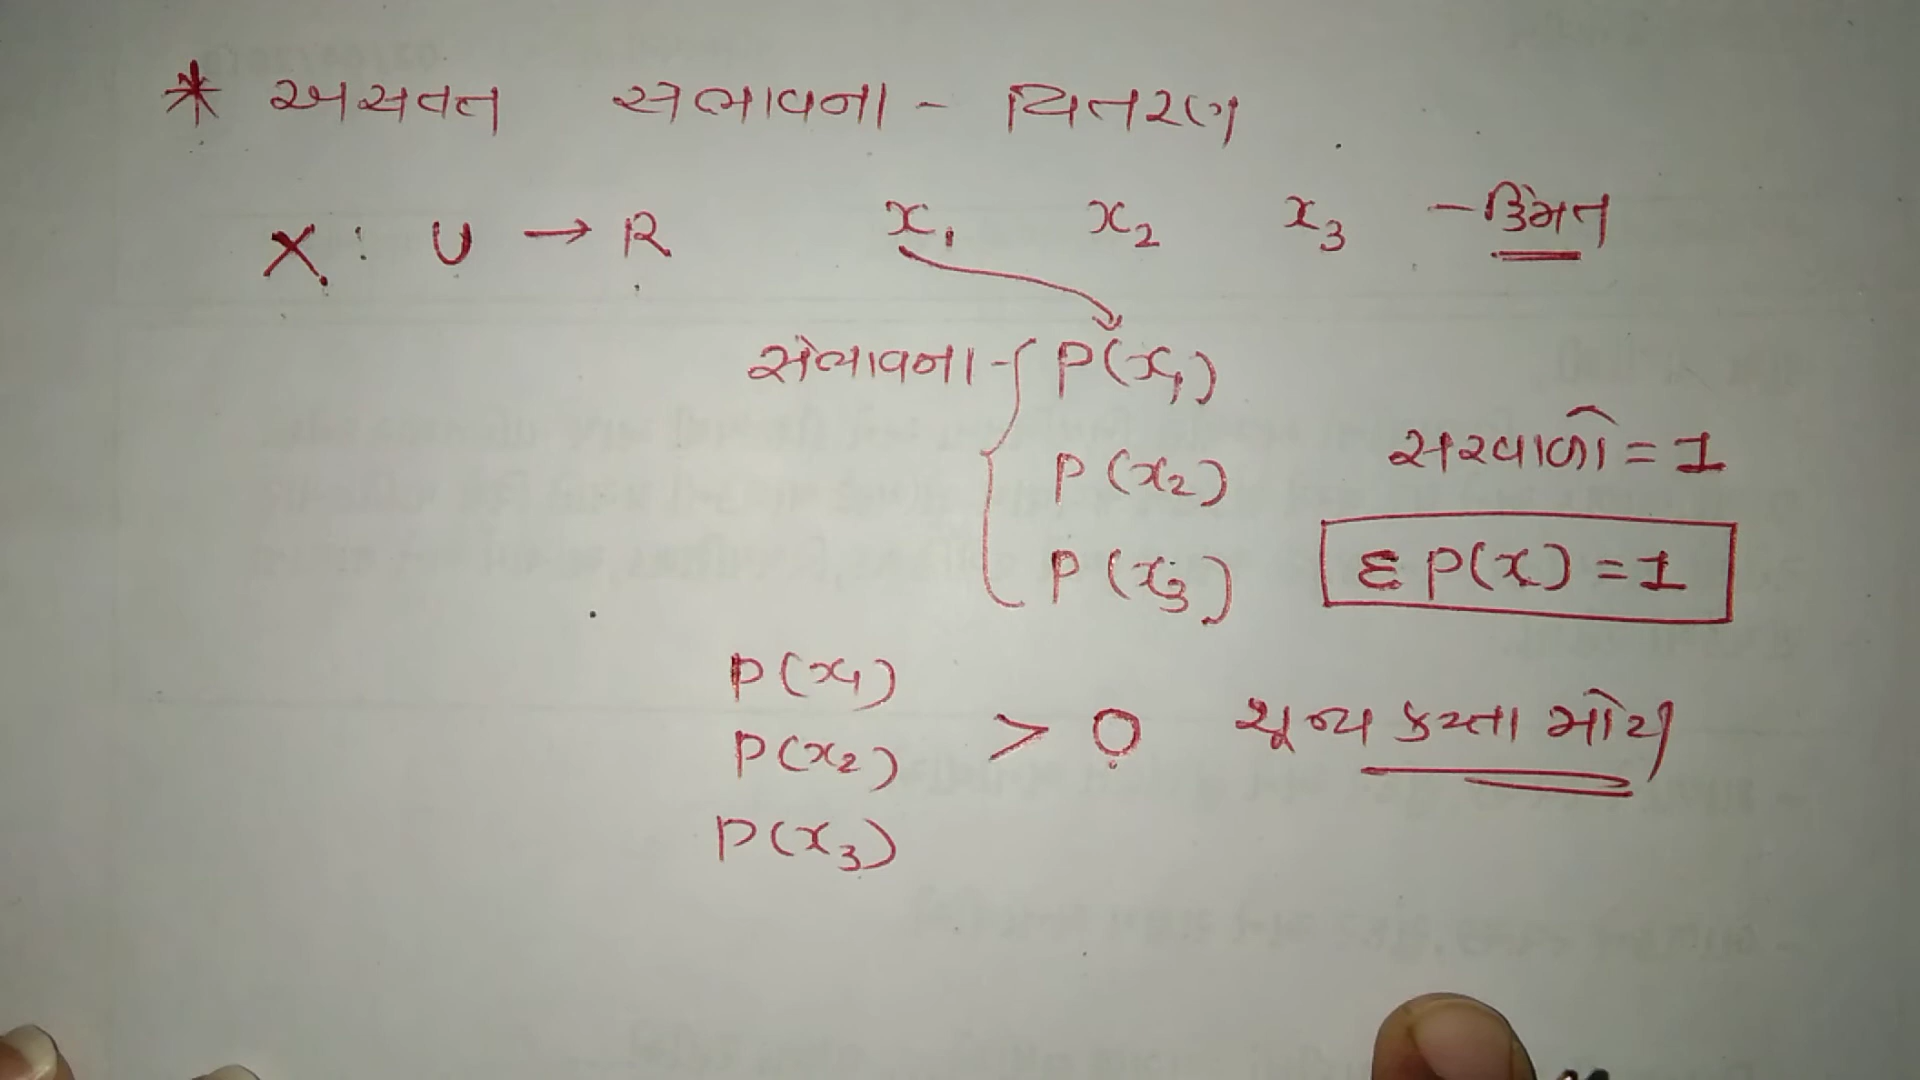 * અસતત સંભાવના - વિતરણ
X : U → R x₁ x₂ x₃ - કિંમત
સંભાવના - { P(x₁)
P(x₂)
P(x₃)
સરવાળો = 1
Σ P(x) = 1
P(x₁)
P(x₂) > 0 શૂન્ય કરતા મોટી
P(x₃)